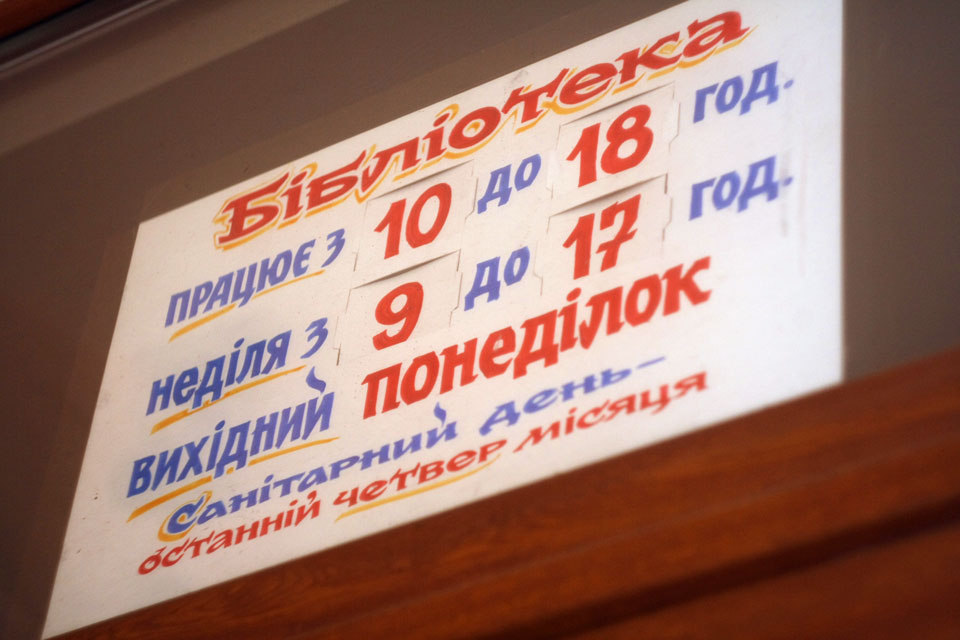 Бібліотека
працює з 10 до 18 год.
неділя з 9 до 17 год.
вихідний понеділок
Санітарний день–
останній четвер місяця